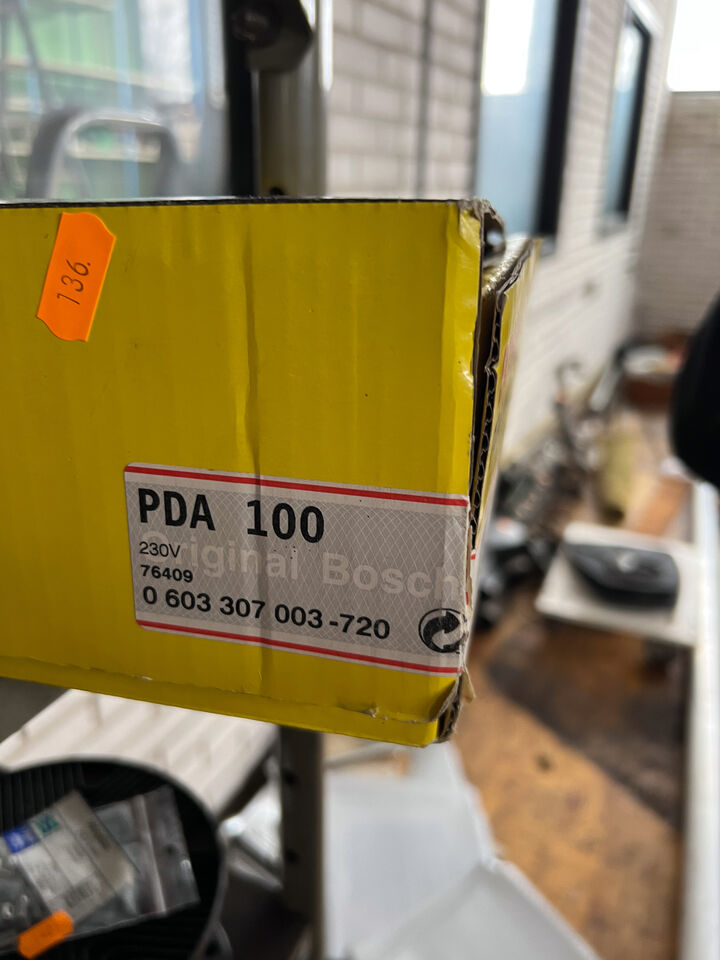 136.
PDA 100
230V
Original Bosch
76409
0 603 307 003-720